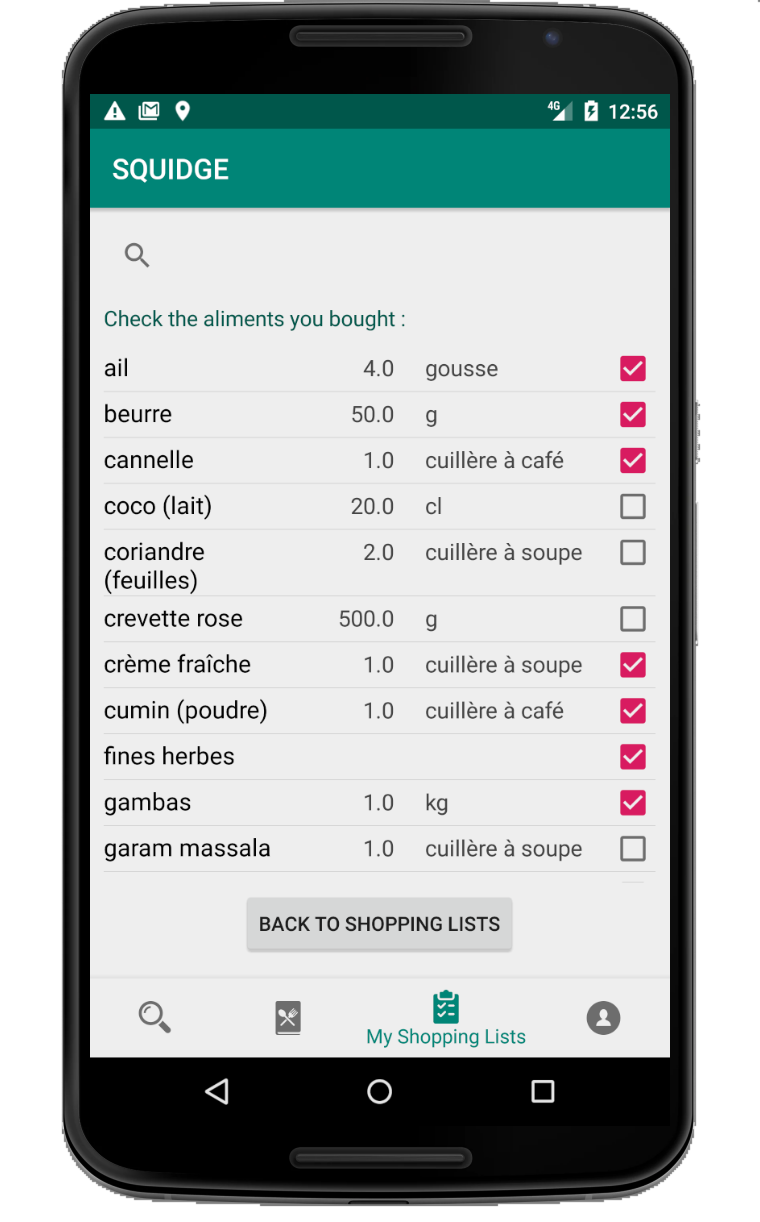 4G 12:56
SQUIDGE
Check the aliments you bought :
ail 4.0 gousse
beurre 50.0 g
cannelle 1.0 cuillère à café
coco (lait) 20.0 cl
coriandre 2.0 cuillère à soupe
(feuilles)
crevette rose 500.0 g
crème fraîche 1.0 cuillère à soupe
cumin (poudre) 1.0 cuillère à café
fines herbes
gambas 1.0 kg
garam massala 1.0 cuillère à soupe
BACK TO SHOPPING LISTS
My Shopping Lists